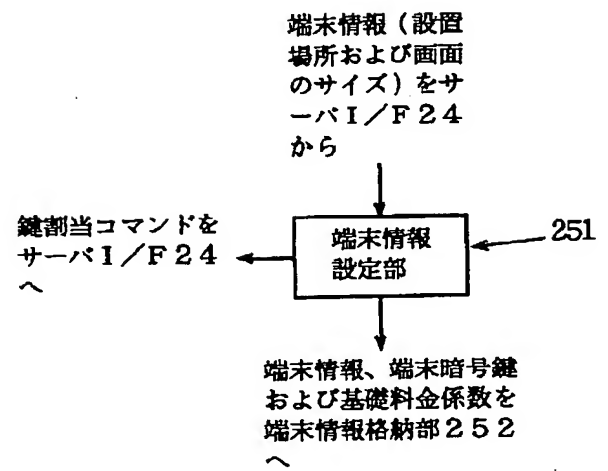 端末情報（設置
場所および画面
のサイズ）をサ
ーバI／F24
から
鍵割当コマンドを
サーバI／F24
へ
端末情報
設定部
251
端末情報、端末暗号鍵
および基礎料金係数を
端末情報格納部252
へ